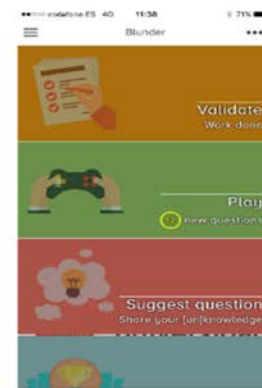 vodafone ES 4G 11:38 71%
Blunder
Validate
Work done
Play
new questions
Suggest question
Share your [un]knowledge